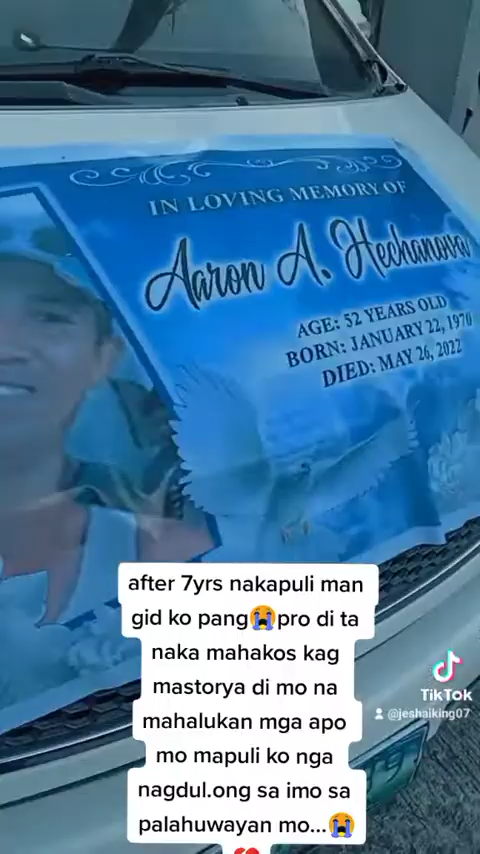 IN LOVING MEMORY OF
Aaron A. Hechanova
AGE: 52 YEARS OLD
BORN: JANUARY 22, 1970
DIED: MAY 26, 2022
after 7yrs nakapuli man
gid ko pang😭pro di ta
naka mahakos kag
mastorya di mo na
mahalukan mga apo
mo mapuli ko nga
nagdul.ong sa imo sa
palahuwayan mo...😭
💔
TikTok
@jeshaiking07